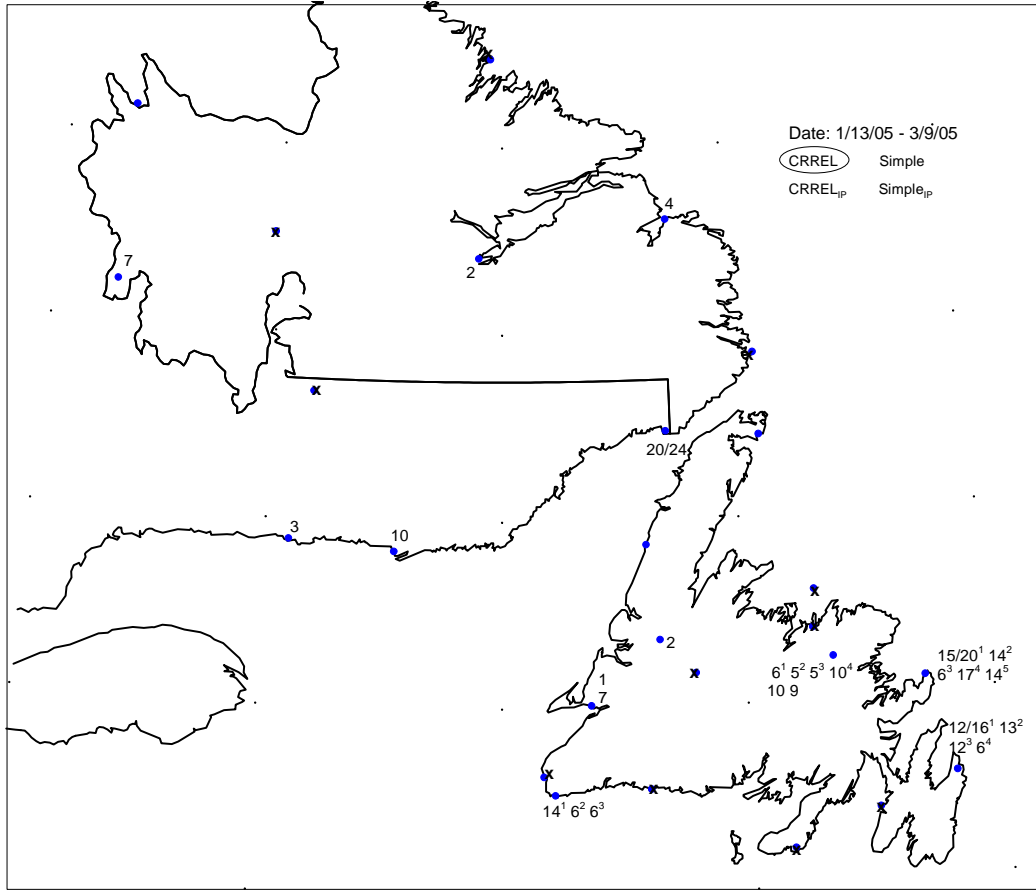 Date: 1/13/05 - 3/9/05
CRREL Simple
CRREL_IP Simple_IP
x
4
x
7
2
x
x
20/24
3
10
x
x
2
x
6¹ 5² 5³ 10⁴
10 9
15/20¹ 14²
6³ 17⁴ 14⁵
1
7
12/16¹ 13²
12³ 6⁴
x
x
14¹ 6² 6³
x
x